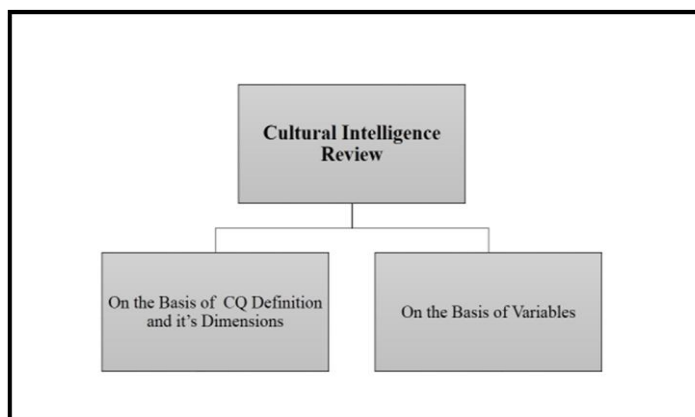 Cultural Intelligence
Review
On the Basis of CQ Definition
and it's Dimensions
On the Basis of Variables